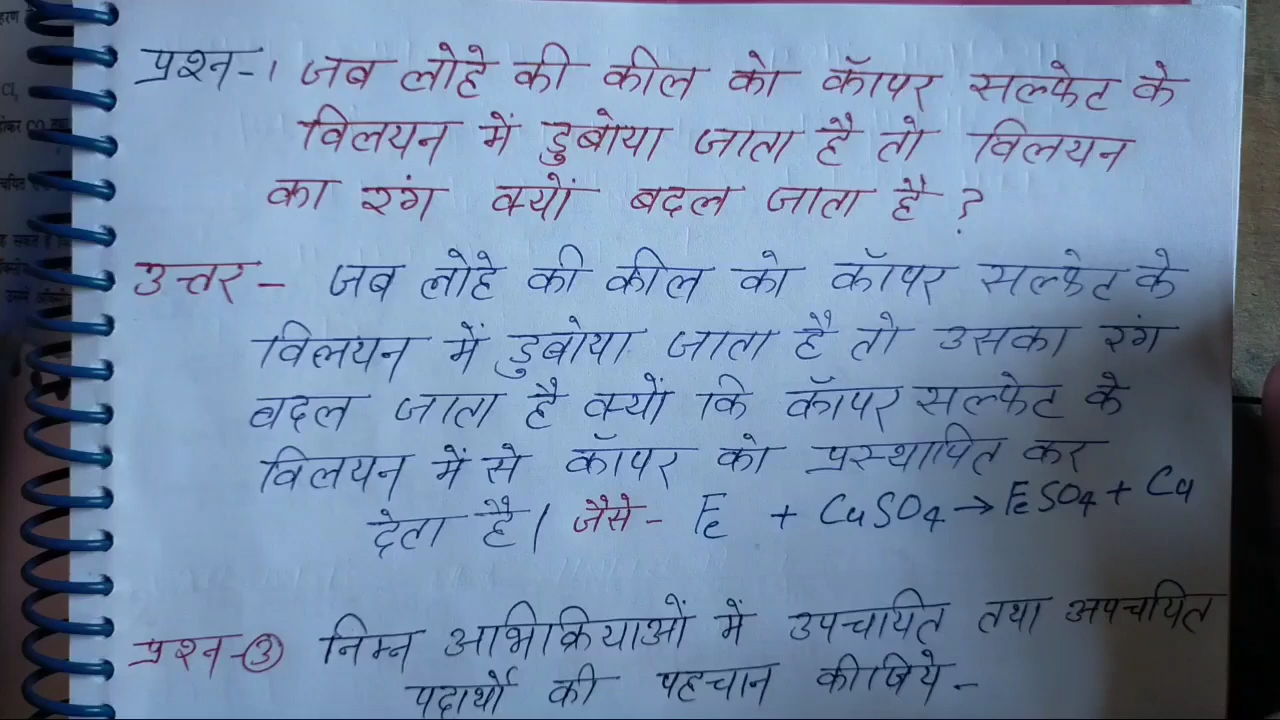 प्रश्न-1 जब लोहे की कील को कॉपर सल्फेट के
विलयन में डुबोया जाता है तो विलयन
का रंग क्यों बदल जाता है ?
उत्तर- जब लोहे की कील को कॉपर सल्फेट के
विलयन में डुबोया जाता है तो उसका रंग
बदल जाता है क्यों कि कॉपर सल्फेट के
विलयन में से कॉपर को प्रस्थापित कर
देता है। जैसे- Fe + CuSO4 → FeSO4 + Cu
प्रश्न-3 निम्न अभिक्रियाओं में उपचायित तथा अपचयित
पदार्थो की पहचान कीजिये-